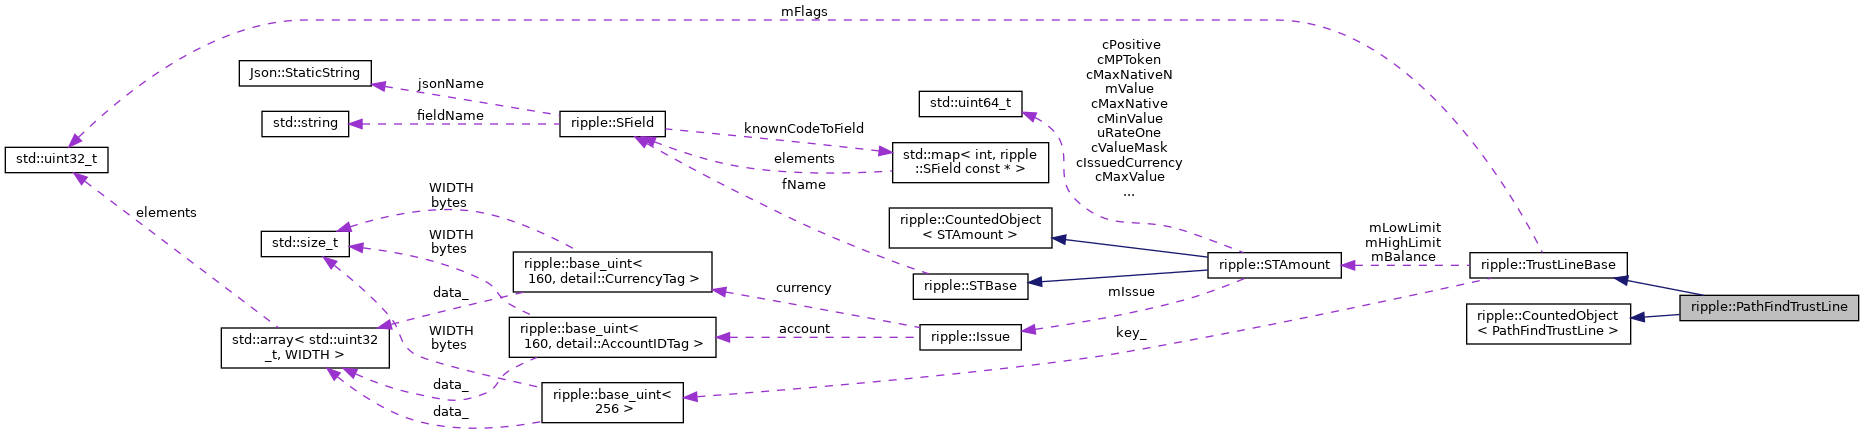 mFlags
cPositive
cMPToken
cMaxNativeN
mValue
cMaxNative
cMinValue
uRateOne
cValueMask
cIssuedCurrency
cMaxValue
...
Json::StaticString
jsonName
std::string
fieldName
ripple::SField
knownCodeToField
elements
fName
std::uint64_t
std::map< int, ripple
::SField const * >
std::uint32_t
elements
WIDTH
bytes
WIDTH
bytes
std::size_t
ripple::CountedObject
< STAmount >
ripple::STBase
ripple::STAmount
mLowLimit
mHighLimit
mBalance
ripple::TrustLineBase
ripple::PathFindTrustLine
ripple::CountedObject
< PathFindTrustLine >
ripple::base_uint<
160, detail::CurrencyTag >
currency
mIssue
data_
std::array< std::uint32
_t, WIDTH >
WIDTH
bytes
ripple::base_uint<
160, detail::AccountIDTag >
account
ripple::Issue
key_
data_
data_
ripple::base_uint<
256 >